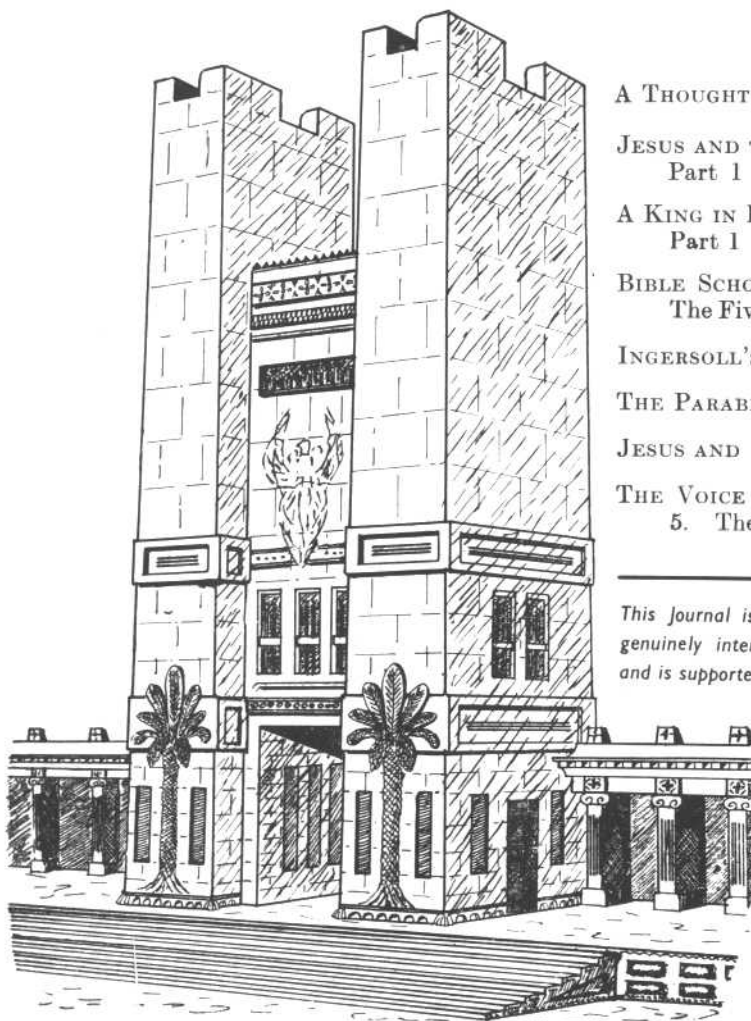 A THOUGHT
JESUS AND
Part 1
A KING IN
Part 1
BIBLE SCHO
The Fiv
INGERSOLL'S
THE PARAB
JESUS AND
THE VOICE
5. The
This Journal is
genuinely inter
and is supporte